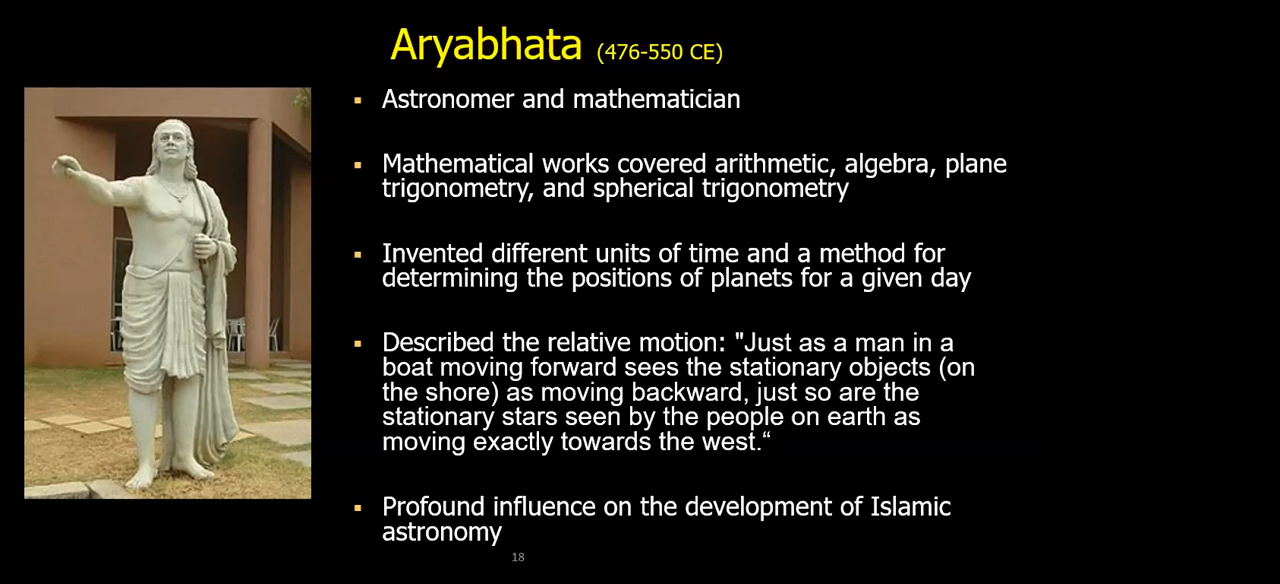 Aryabhata (476-550 CE)
▪ Astronomer and mathematician
▪ Mathematical works covered arithmetic, algebra, plane
trigonometry, and spherical trigonometry
▪ Invented different units of time and a method for
determining the positions of planets for a given day
▪ Described the relative motion: "Just as a man in a
boat moving forward sees the stationary objects (on
the shore) as moving backward, just so are the
stationary stars seen by the people on earth as
moving exactly towards the west.“
▪ Profound influence on the development of Islamic
astronomy
18